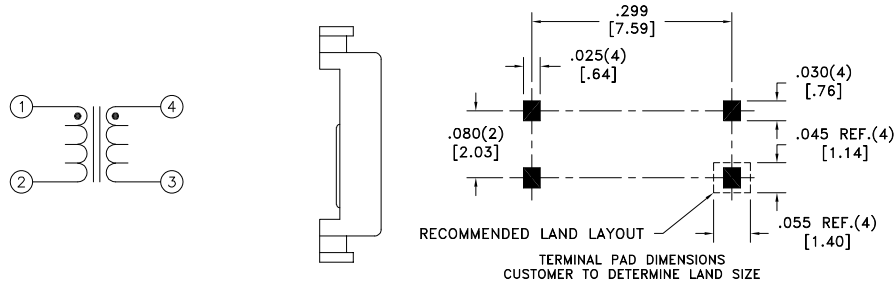 .299
[7.59]
.025(4)
[.64]
.030(4)
[.76]
1
4
.080(2)
[2.03]
.045 REF.(4)
[1.14]
2
3
RECOMMENDED LAND LAYOUT
.055 REF.(4)
[1.40]
TERMINAL PAD DIMENSIONS
CUSTOMER TO DETERMINE LAND SIZE